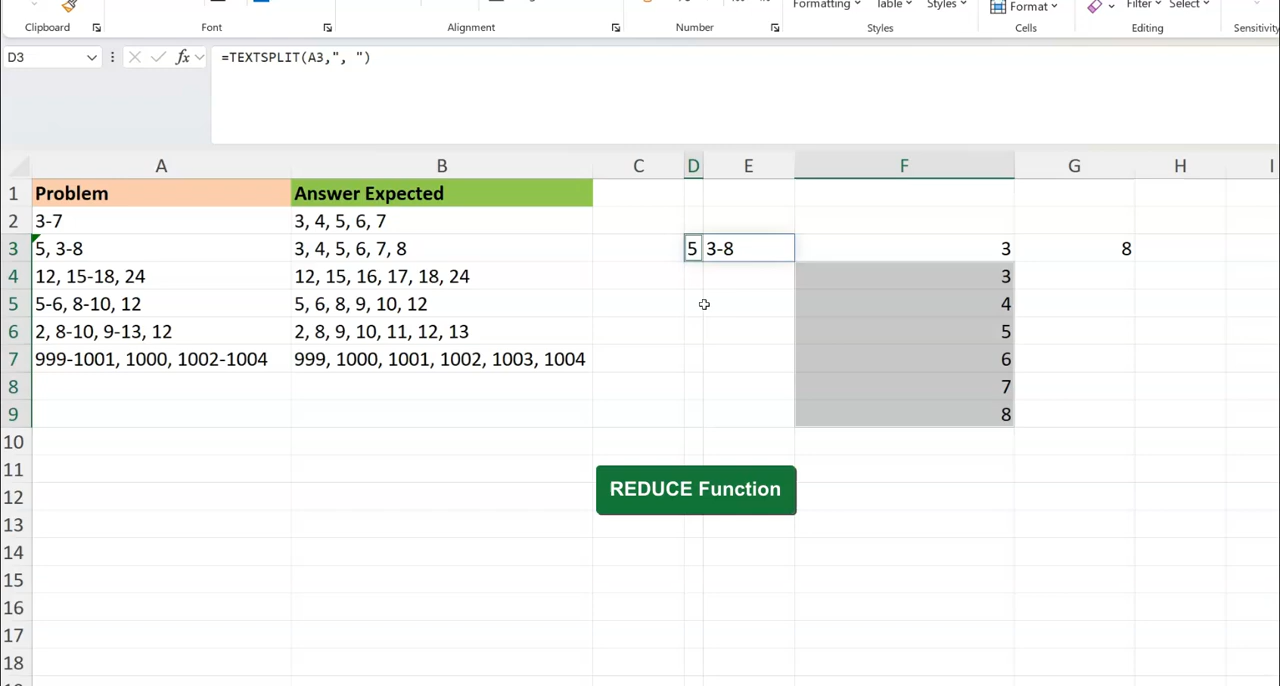 Formatting Table Styles Format Filter Select
Clipboard Font Alignment Number Styles Cells Editing Sensitivity
D3 fx =TEXTSPLIT(A3,", ")
A B C D E F G H I
1 Problem Answer Expected
2 3-7 3, 4, 5, 6, 7
3 5, 3-8 3, 4, 5, 6, 7, 8 5 3-8 3 8
4 12, 15-18, 24 12, 15, 16, 17, 18, 24 3
5 5-6, 8-10, 12 5, 6, 8, 9, 10, 12 4
6 2, 8-10, 9-13, 12 2, 8, 9, 10, 11, 12, 13 5
7 999-1001, 1000, 1002-1004 999, 1000, 1001, 1002, 1003, 1004 6
8 7
9 8
10
11
REDUCE Function
12
13
14
15
16
17
18